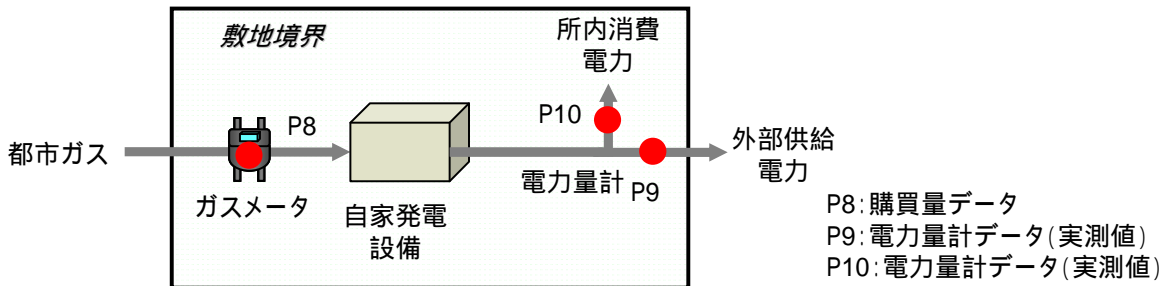 敷地境界
所内消費
電力
P10
P8
都市ガス
外部供給
電力
ガスメータ
自家発電
設備
電力量計
P9
P8:購買量データ
P9:電力量計データ(実測値)
P10:電力量計データ(実測値)